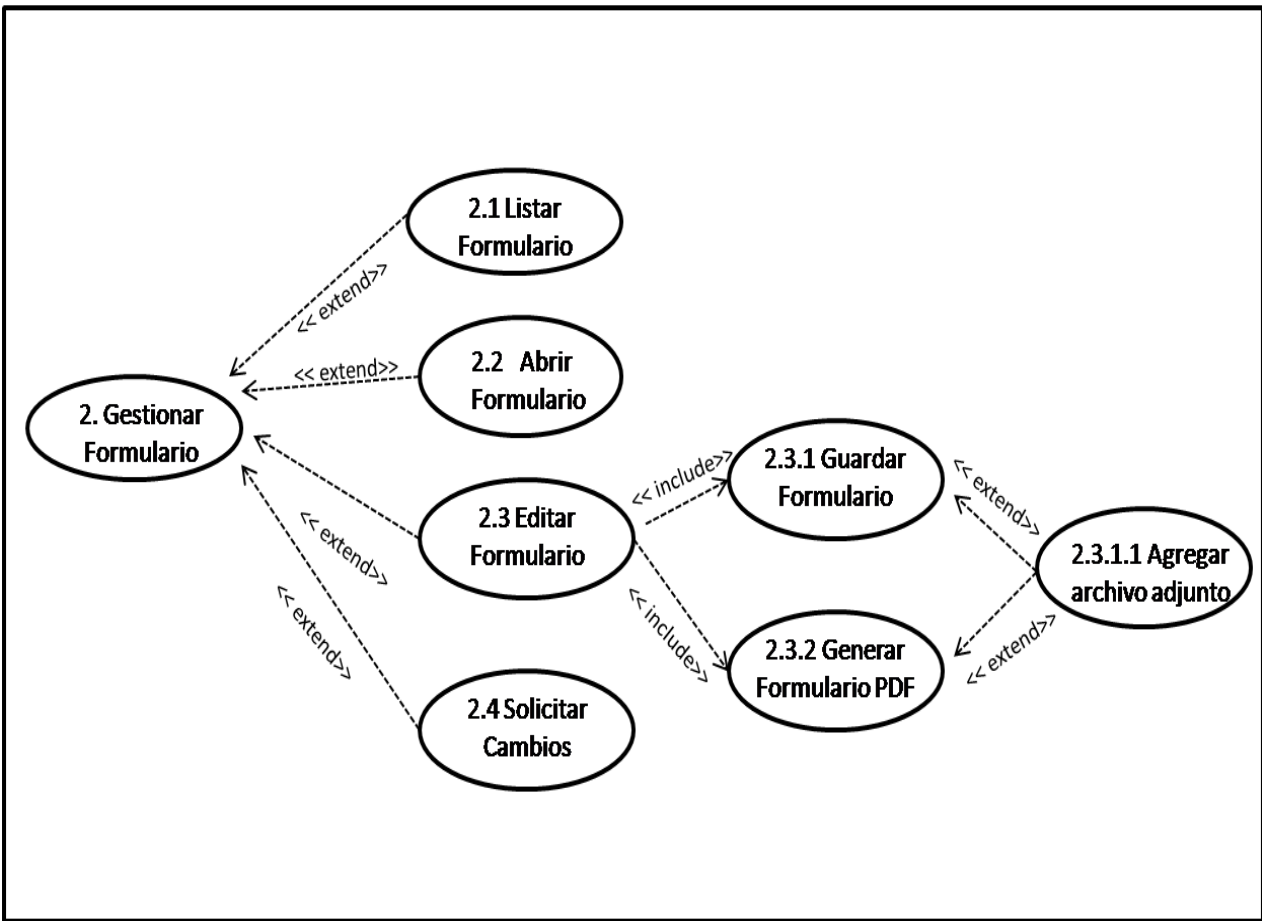 2.1 Listar
Formulario
<< extend>>
2.2 Abrir
Formulario
<< extend>>
2. Gestionar
Formulario
2.3 Editar
Formulario
<< extend>>
<< include>>
2.3.1 Guardar
Formulario
<< extend>>
2.3.1.1 Agregar
archivo adjunto
<< include>>
2.3.2 Generar
Formulario PDF
<< extend>>
<< extend>>
2.4 Solicitar
Cambios